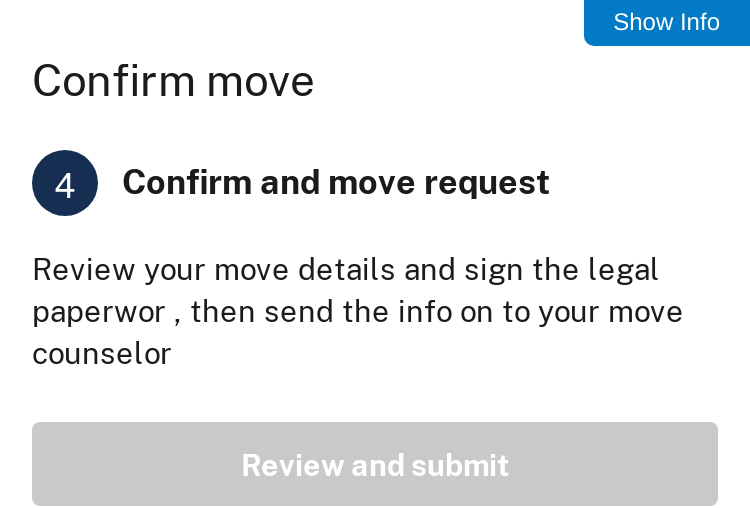 Show Info
Confirm move
4
Confirm and move request
Review your move details and sign the legal
paperwor , then send the info on to your move
counselor
Review and submit